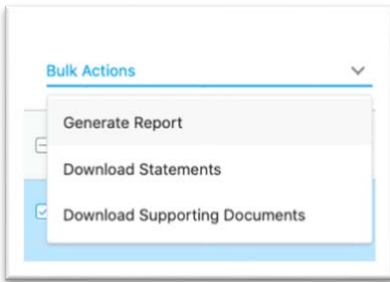 Bulk Actions
Generate Report
Download Statements
Download Supporting Documents